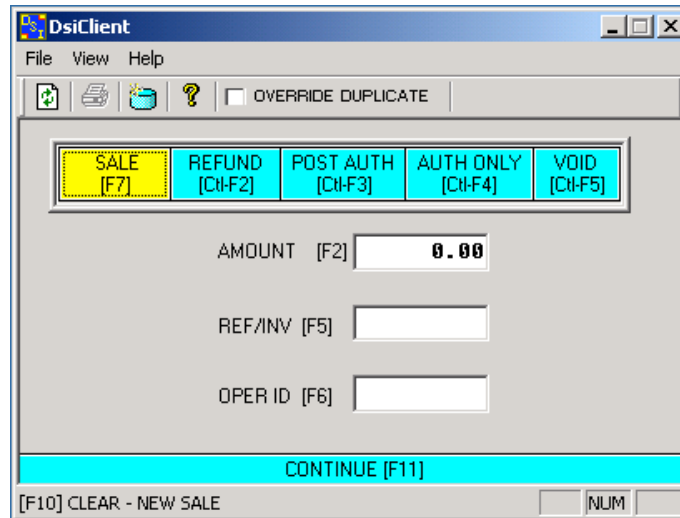 DsiClient
File View Help
OVERRIDE DUPLICATE
SALE REFUND POST AUTH AUTH ONLY VOID
[F7] [Ctl-F2] [Ctl-F3] [Ctl-F4] [Ctl-F5]
AMOUNT [F2] 0.00
REF/INV [F5]
OPER ID [F6]
CONTINUE [F11]
[F10] CLEAR - NEW SALE NUM